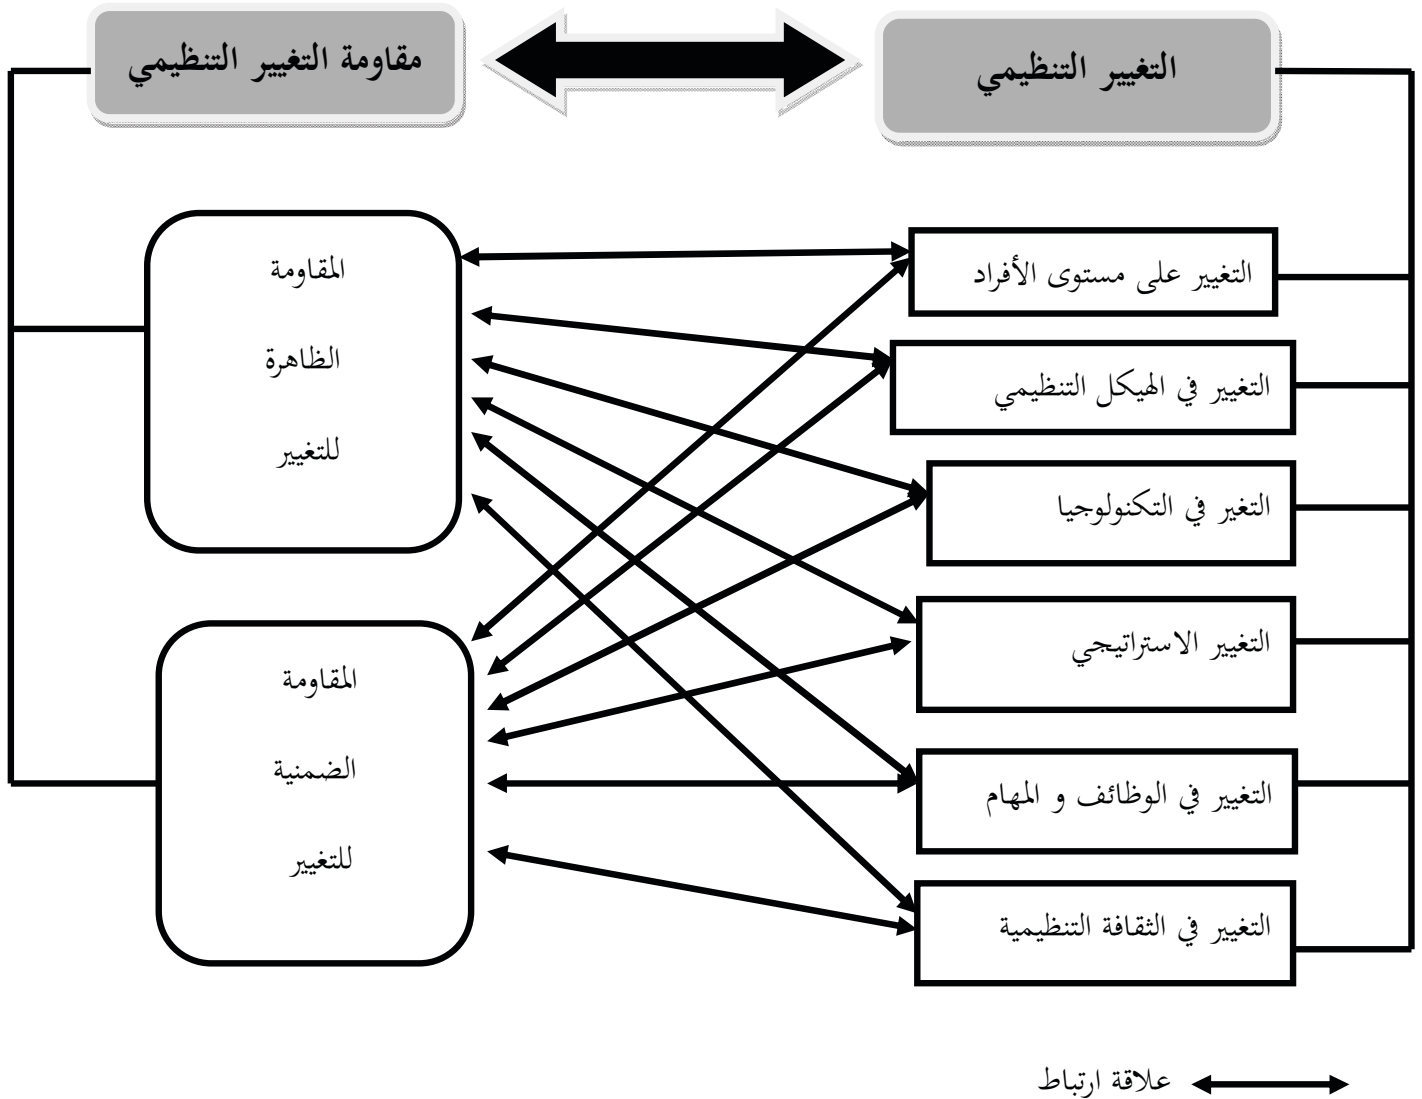 التغيير التنظيمي
مقاومة التغيير التنظيمي
التغيير على مستوى الأفراد
التغيير في الهيكل التنظيمي
التغير في التكنولوجيا
التغيير الاستراتيجي
التغيير في الوظائف و المهام
التغيير في الثقافة التنظيمية
المقاومة
الظاهرة
للتغيير
المقاومة
الضمنية
للتغيير
علاقة ارتباط